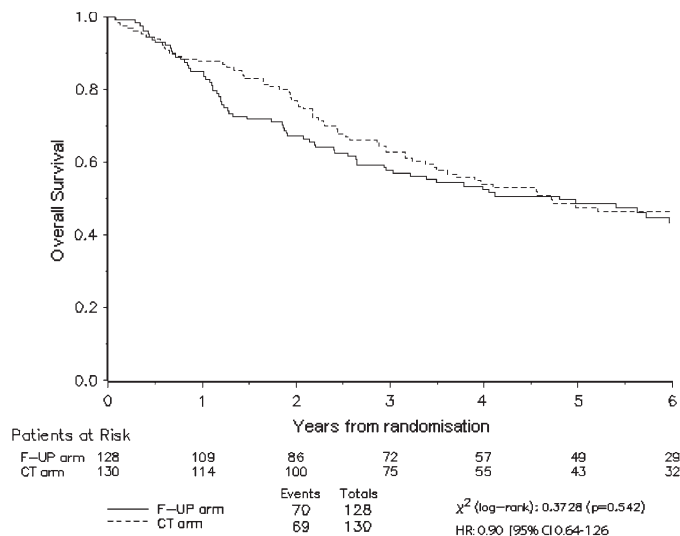 1.0
0.8
0.6
0.4
0.2
0.0
Overall Survival
0 1 2 3 4 5 6
Years from randomisation
Patients at Risk
F-UP arm 128 109 86 72 57 49 29
CT arm 130 114 100 75 55 43 32
Events Totals
F-UP arm 70 128
CT arm 69 130
χ² (log-rank): 0.3728 (p=0.542)
HR: 0.90 [95% CI 0.64-1.26